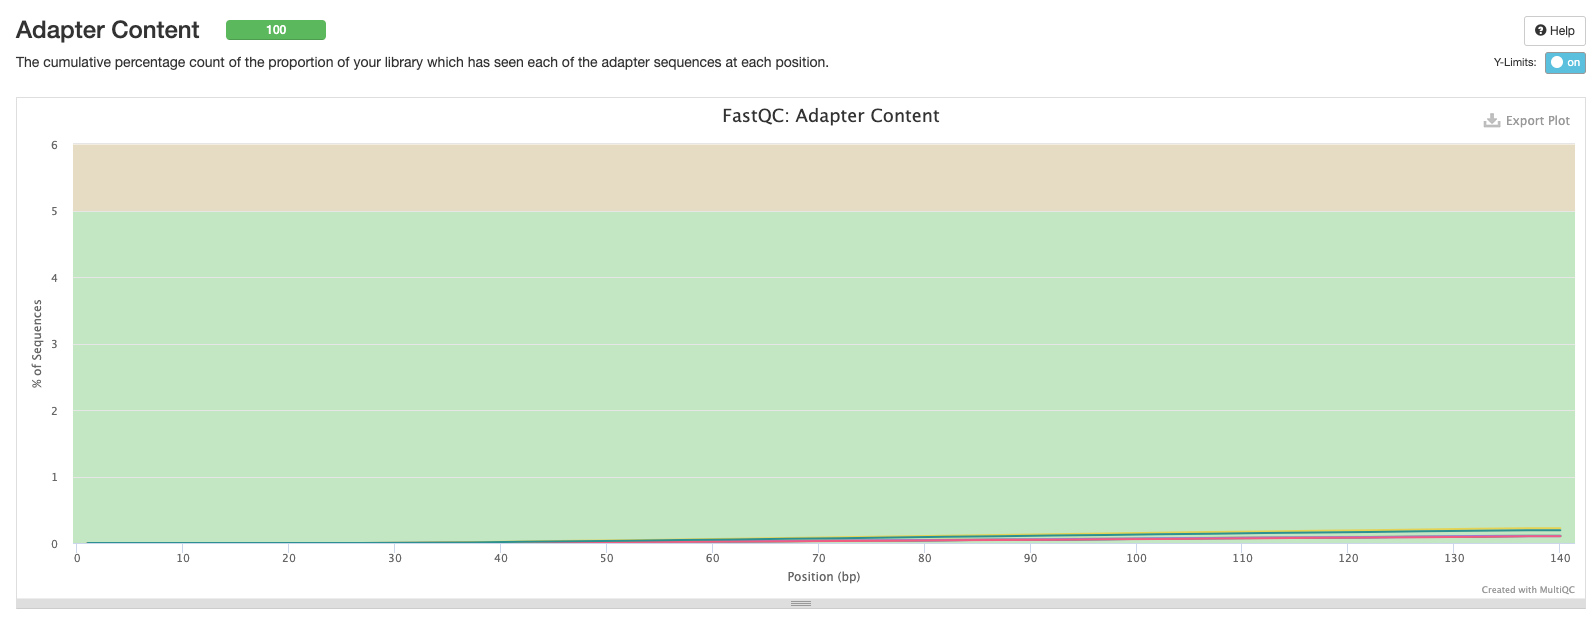 Adapter Content 100 Help
The cumulative percentage count of the proportion of your library which has seen each of the adapter sequences at each position. Y-Limits: on
FastQC: Adapter Content
Export Plot
6
5
4
3
2
1
0
% of Sequences
0 10 20 30 40 50 60 70 80 90 100 110 120 130 140
Position (bp)
Created with MultiQC